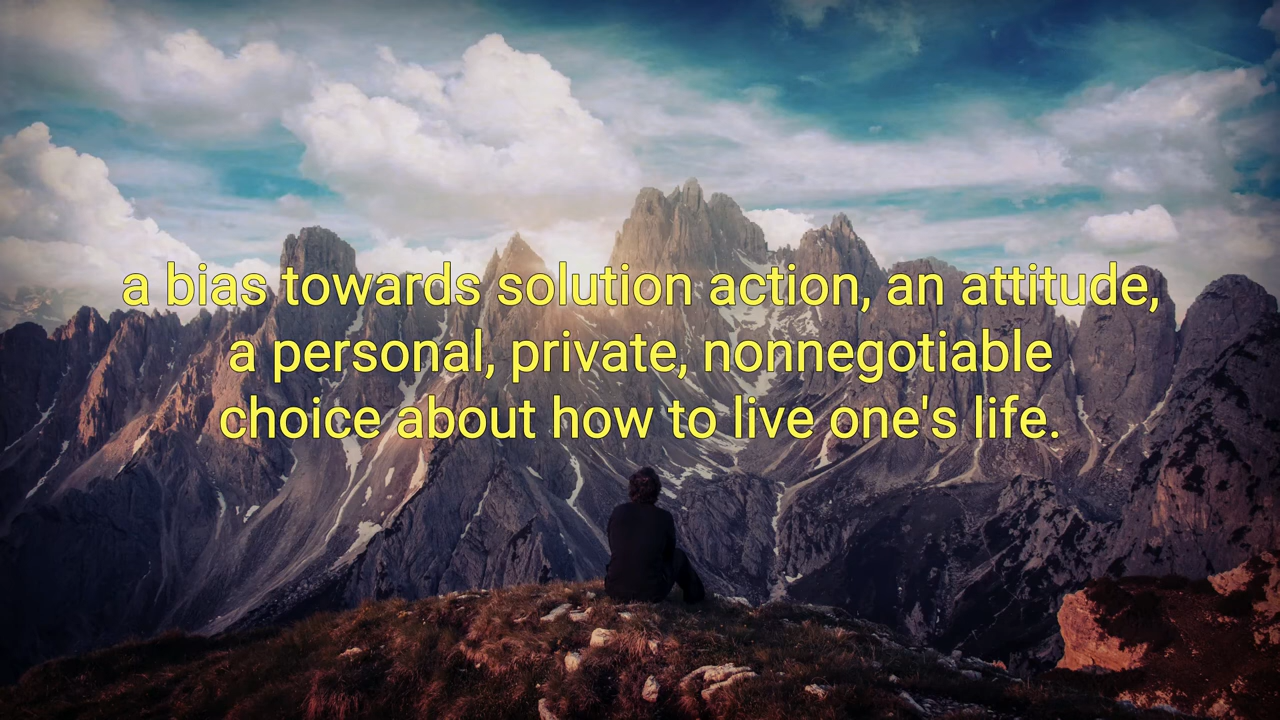 a bias towards solution action, an attitude,
a personal, private, nonnegotiable
choice about how to live one's life.